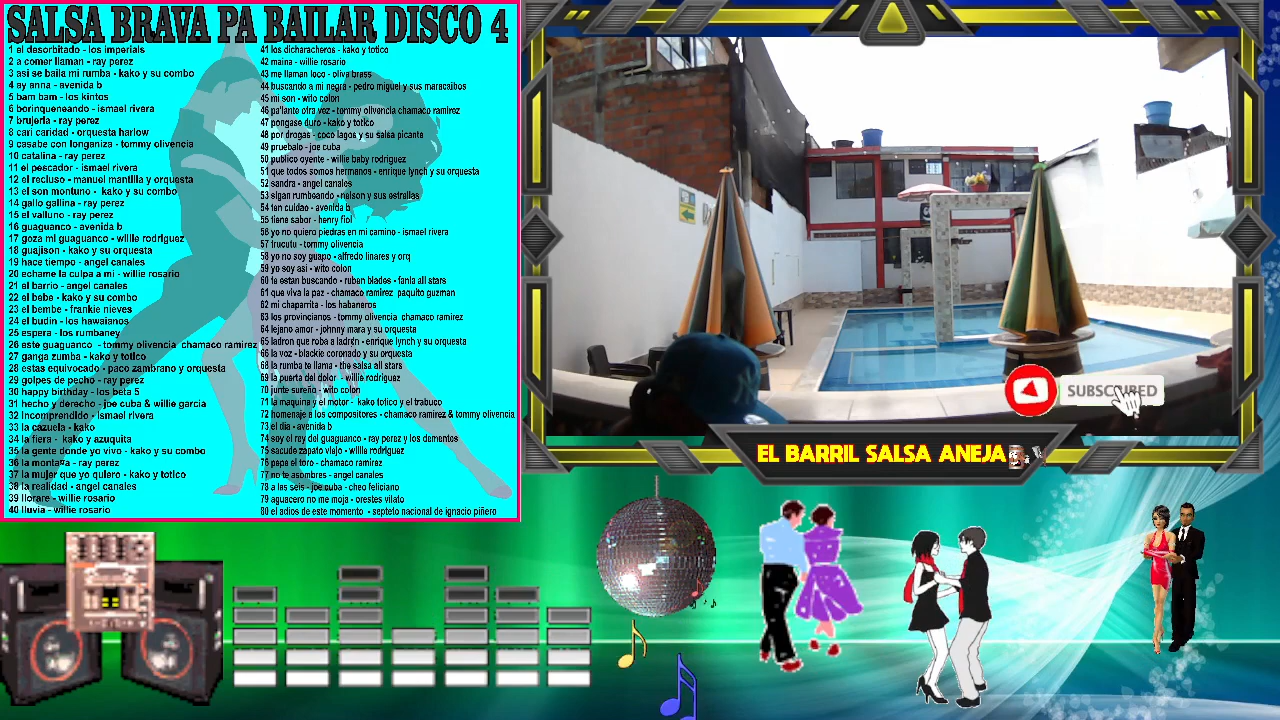 SALSA BRAVA PA BAILAR DISCO 4
1 el desorbitado - los imperials
2 a comer llaman - ray perez
3 asi se baila mi rumba - kako y su combo
4 ay anna - avenida b
5 bam bam - los kintos
6 borinqueneando - ismael rivera
7 brujeria - ray perez
8 cari caridad - orquesta harlow
9 casabe con longaniza - tommy olivencia
10 catalina - ray perez
11 el pescador - ismael rivera
12 el recluso - manuel mantilla y orquesta
13 el son montuno - kako y su combo
14 gallo gallina - ray perez
15 el valluno - ray perez
16 guaguanco - avenida b
17 goza mi guaguanco - willie rodriguez
18 guajison - kako y su orquesta
19 hace tiempo - angel canales
20 echame la culpa a mi - willie rosario
21 el barrio - angel canales
22 el bebe - kako y su combo
23 el bembe - frankie nieves
24 el budin - los hawaianos
25 espera - los rumbaney
26 este guaguanco - tommy olivencia chamaco ramirez
27 ganga zumba - kako y totico
28 estas equivocado - paco zambrano y orquesta
29 golpes de pecho - ray perez
30 happy birthday - los beta 5
31 hecho y derecho - joe cuba & willie garcia
32 incomprendido - ismael rivera
33 la cazuela - kako
34 la fiera - kako y azuquita
35 la gente donde yo vivo - kako y su combo
36 la monta¤a - ray perez
37 la mujer que yo quiero - kako y totico
38 la realidad - angel canales
39 llorare - willie rosario
40 lluvia - willie rosario
41 los dicharacheros - kako y totico
42 maina - willie rosario
43 me llaman loco - oliva brass
44 buscando a mi negra - pedro miguel y sus maracaibos
45 mi son - wito colon
46 pa'lante otra vez - tommy olivencia chamaco ramirez
47 pongase duro - kako y totico
48 por drogas - coco lagos y su salsa picante
49 pruebalo - joe cuba
50 publico oyente - willie baby rodriguez
51 que todos somos hermanos - enrique lynch y su orquesta
52 sandra - angel canales
53 sigan rumbeando - nelson y sus estrellas
54 ten cuidao - avenida b
55 tiene sabor - henry fiol
56 yo no quiero piedras en mi camino - ismael rivera
57 trucutu - tommy olivencia
58 yo no soy guapo - alfredo linares y orq
59 yo soy asi - wito colon
60 te estan buscando - ruben blades - fania all stars
61 que viva la paz - chamaco ramirez paquito guzman
62 mi chaparrita - los habaneros
63 los provincianos - tommy olivencia chamaco ramirez
64 lejano amor - johnny mara y su orquesta
65 ladron que roba a ladron - enrique lynch y su orquesta
66 la voz - blackie coronado y su orquesta
68 la rumba te llama - the salsa all stars
69 la puerta del dolor - willie rodriguez
70 junte sureño - wito colon
71 la maquina y el motor - kako totico y el trabuco
72 homenaje a los compositores - chamaco ramirez & tommy olivencia
73 el dia - avenida b
74 soy el rey del guaguanco - ray perez y los dementes
75 sacude zapato viejo - willie rodriguez
76 pepe el toro - chamaco ramirez
77 no te asombres - angel canales
78 a las seis - joe cuba - cheo feliciano
79 aguacero no me moja - orestes vilato
80 el adios de este momento - septeto nacional de ignacio piñero
SUBSCRIBED
EL BARRIL SALSA ANEJA